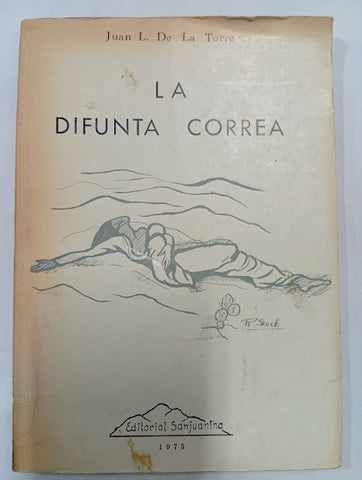 Juan L. De La Torre
LA
DIFUNTA CORREA
Editorial Sanjuanina
1975